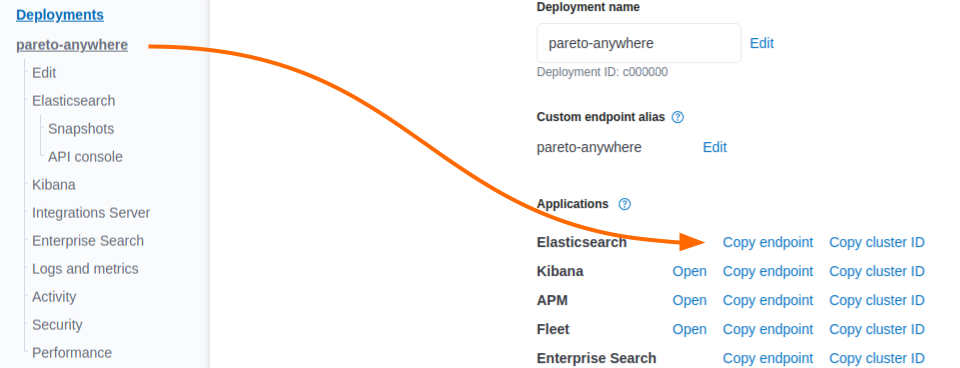 Deployments
pareto-anywhere
Edit
Elasticsearch
Snapshots
API console
Kibana
Integrations Server
Enterprise Search
Logs and metrics
Activity
Security
Performance
Deployment name
pareto-anywhere Edit
Deployment ID: c000000
Custom endpoint alias ?
pareto-anywhere Edit
Applications ?
Elasticsearch Copy endpoint Copy cluster ID
Kibana Open Copy endpoint Copy cluster ID
APM Open Copy endpoint Copy cluster ID
Fleet Open Copy endpoint Copy cluster ID
Enterprise Search Copy endpoint Copy cluster ID